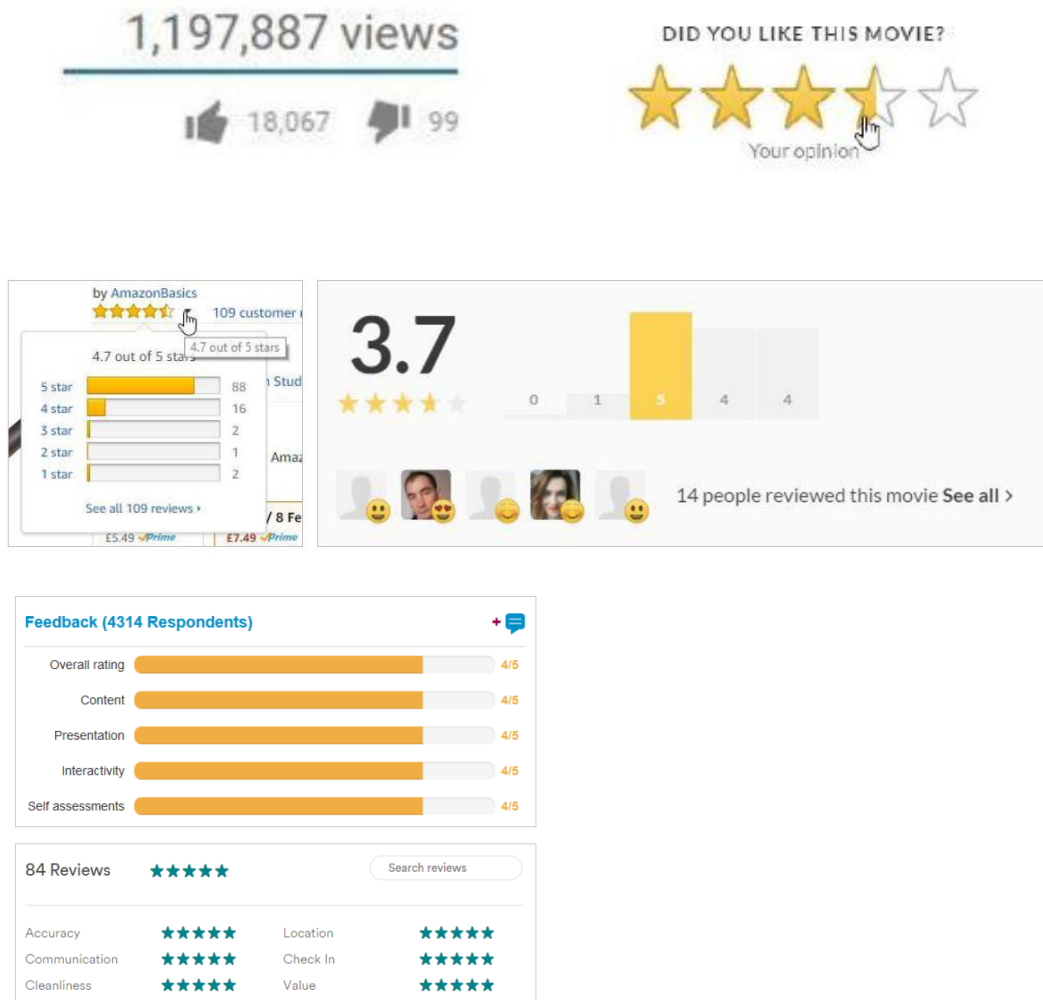 1,197,887 views
18,067 99
DID YOU LIKE THIS MOVIE?
Your opinion
by AmazonBasics
109 customer
4.7 out of 5 stars
4.7 out of 5 stars
5 star 88
4 star 16
3 star 2
2 star 1
1 star 2
See all 109 reviews
Stud
Amaz
/ 8 Fe
£5.49 Prime £7.49 Prime
3.7
0 1 5 4 4
14 people reviewed this movie See all >
Feedback (4314 Respondents)
+
Overall rating 4/5
Content 4/5
Presentation 4/5
Interactivity 4/5
Self assessments 4/5
84 Reviews Search reviews
Accuracy Location
Communication Check In
Cleanliness Value